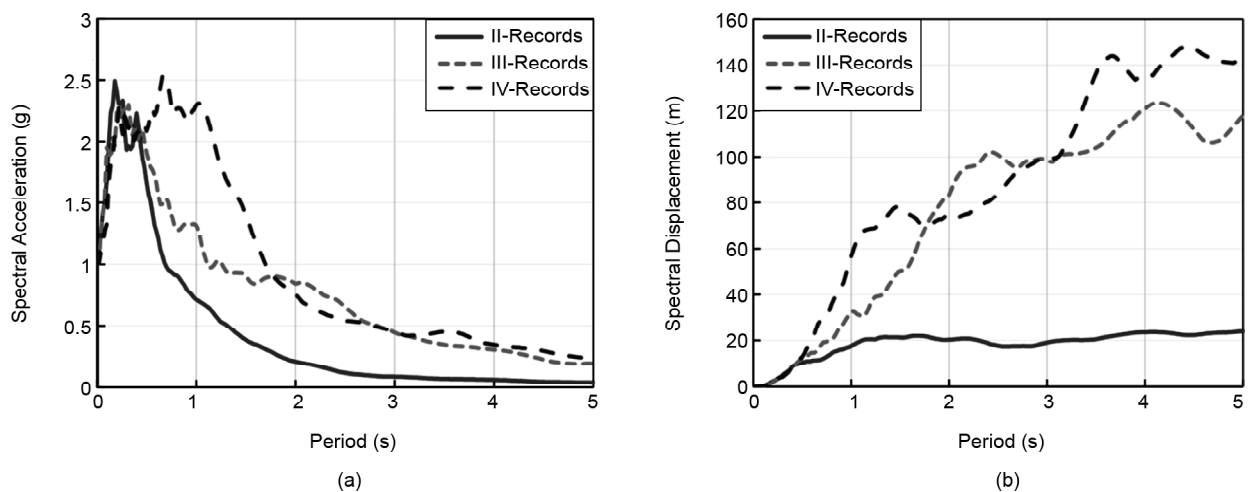 Spectral Acceleration (g)
3
2.5
2
1.5
1
0.5
0
0 1 2 3 4 5
Period (s)
II-Records
III-Records
IV-Records
(a)
Spectral Displacement (m)
160
140
120
100
80
60
40
20
0
0 1 2 3 4 5
Period (s)
II-Records
III-Records
IV-Records
(b)